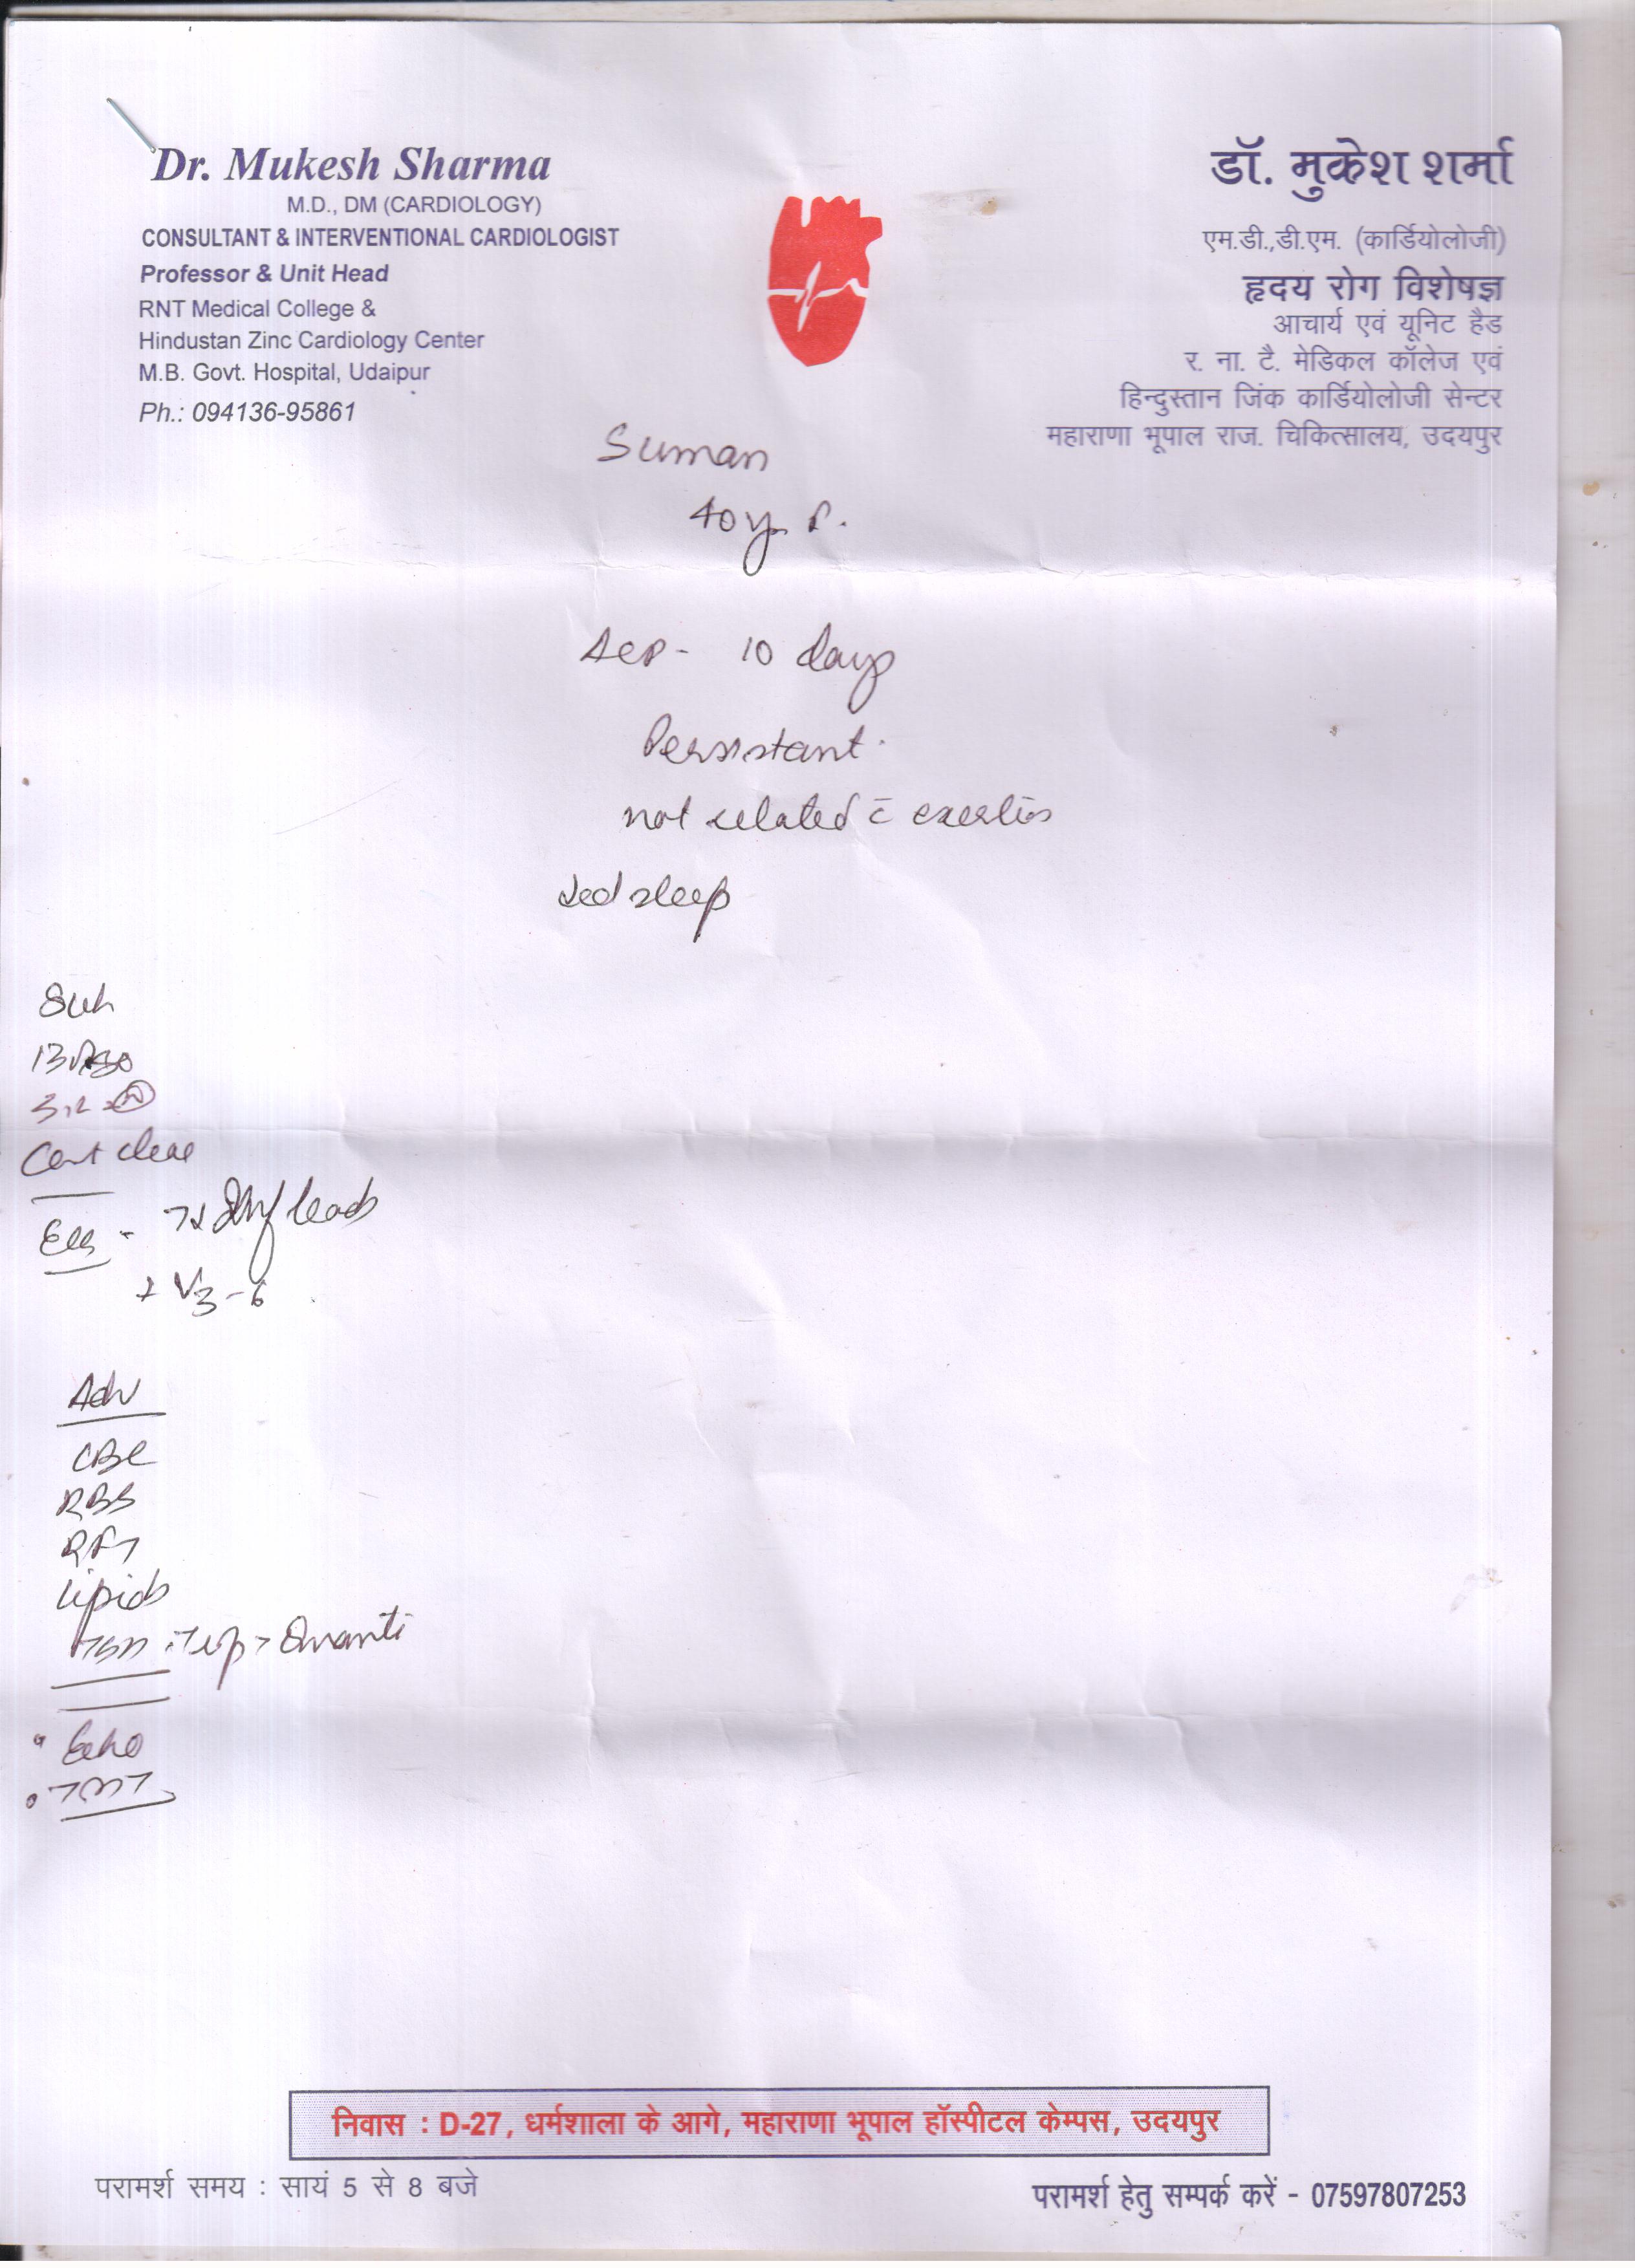 Dr. Mukesh Sharma
M.D., DM (CARDIOLOGY)
CONSULTANT & INTERVENTIONAL CARDIOLOGIST
Professor & Unit Head
RNT Medical College &
Hindustan Zinc Cardiology Center
M.B. Govt. Hospital, Udaipur
Ph.: 094136-95861
डॉ. मुकेश शर्मा
एम.डी.,डी.एम. (कार्डियोलोजी)
हृदय रोग विशेषज्ञ
आचार्य एवं यूनिट हैड
र. ना. टै. मेडिकल कॉलेज एवं
हिन्दुस्तान जिंक कार्डियोलोजी सेन्टर
महाराणा भूपाल राज. चिकित्सालय, उदयपुर
Suman
40y
10 days
Persistant
not related c̄ exertion
sleep
leads
+ V3-6
Adv
CBC
RBS
RFT
Lipids
Quanti
• Echo
• TMT
निवास : D-27, धर्मशाला के आगे, महाराणा भूपाल हॉस्पीटल केम्पस, उदयपुर
परामर्श समय : सायं 5 से 8 बजे
परामर्श हेतु सम्पर्क करें - 07597807253